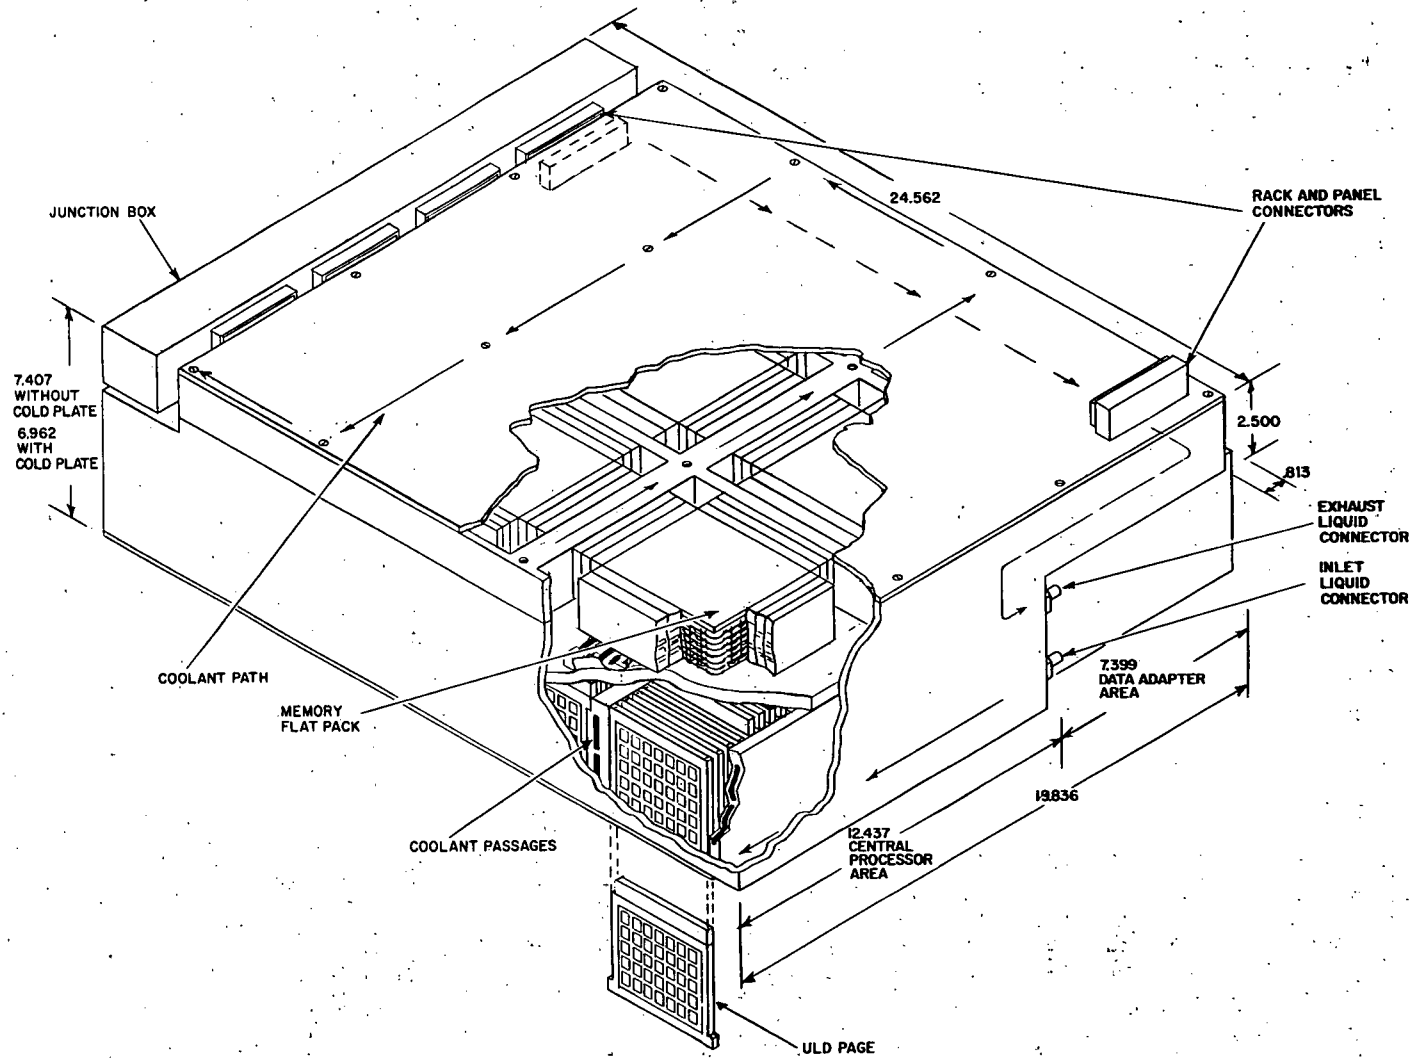 24.562
RACK AND PANEL
CONNECTORS
JUNCTION BOX
7.407
WITHOUT
COLD PLATE
6.962
WITH
COLD PLATE
2.500
.813
EXHAUST
LIQUID
CONNECTOR
INLET
LIQUID
CONNECTOR
7.399
DATA ADAPTER
AREA
COOLANT PATH
MEMORY
FLAT PACK
19.836
12.437
CENTRAL
PROCESSOR
AREA
COOLANT PASSAGES
ULD PAGE